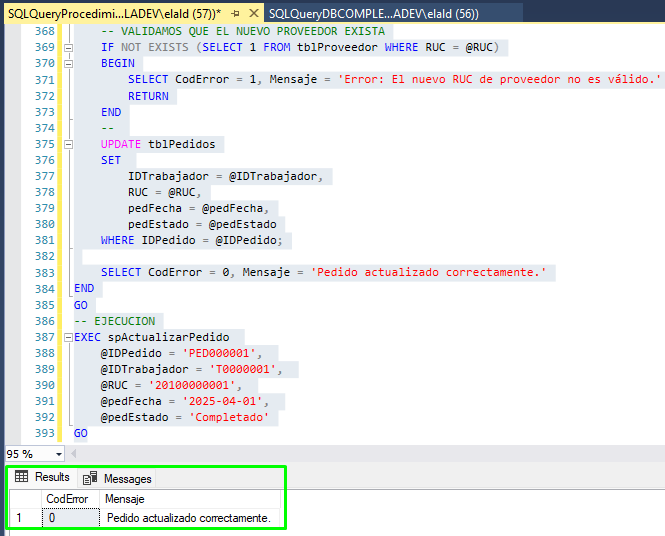 SQLQueryProcedimi...LADEV\elald (57))* SQLQueryDBCOMPLE...ADEV\elald (56))
368 -- VALIDAMOS QUE EL NUEVO PROVEEDOR EXISTA
369 IF NOT EXISTS (SELECT 1 FROM tblProveedor WHERE RUC = @RUC)
370 BEGIN
371 SELECT CodError = 1, Mensaje = 'Error: El nuevo RUC de proveedor no es válido.'
372 RETURN
373 END
374 --
375 UPDATE tblPedidos
376 SET
377 IDTrabajador = @IDTrabajador,
378 RUC = @RUC,
379 pedFecha = @pedFecha,
380 pedEstado = @pedEstado
381 WHERE IDPedido = @IDPedido;
382
383 SELECT CodError = 0, Mensaje = 'Pedido actualizado correctamente.'
384 END
385 GO
386 -- EJECUCION
387 EXEC spActualizarPedido
388 @IDPedido = 'PED000001',
389 @IDTrabajador = 'T0000001',
390 @RUC = '20100000001',
391 @pedFecha = '2025-04-01',
392 @pedEstado = 'Completado'
393 GO
95 %
Results Messages
CodError Mensaje
1 0 Pedido actualizado correctamente.